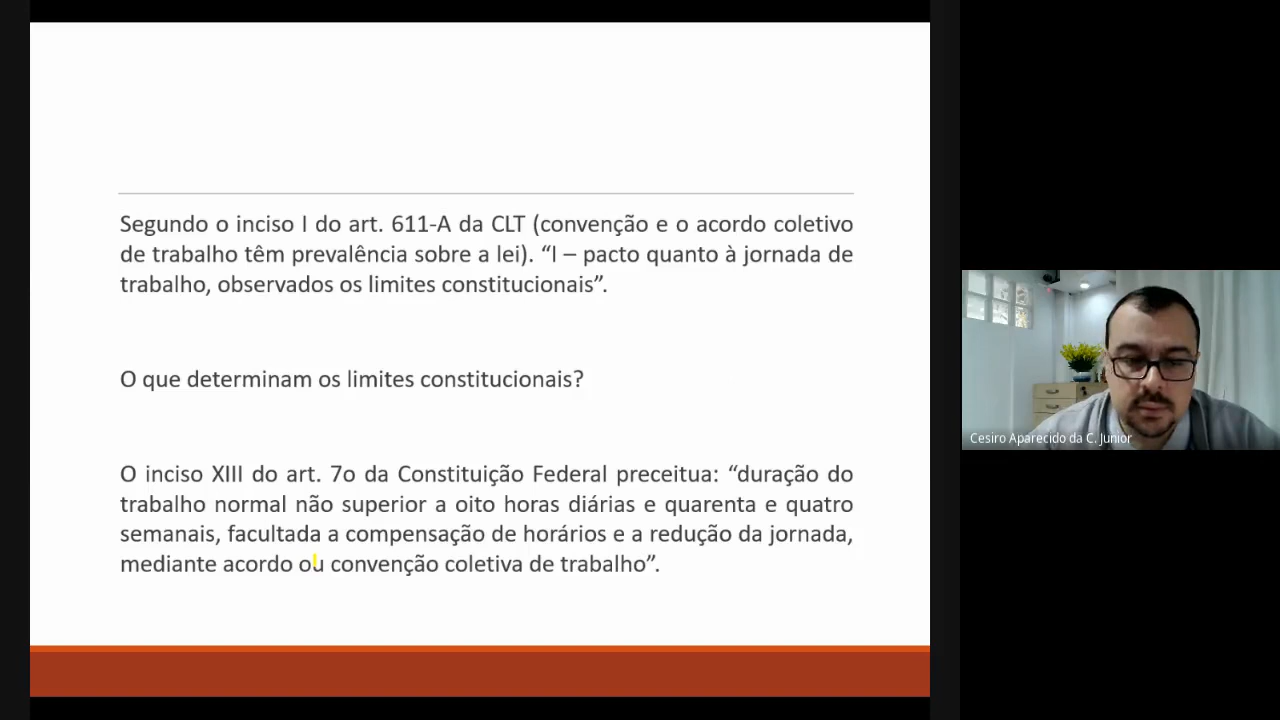 Segundo o inciso I do art. 611-A da CLT (convenção e o acordo coletivo
de trabalho têm prevalência sobre a lei). “I – pacto quanto à jornada de
trabalho, observados os limites constitucionais”.
O que determinam os limites constitucionais?
O inciso XIII do art. 7o da Constituição Federal preceitua: “duração do
trabalho normal não superior a oito horas diárias e quarenta e quatro
semanais, facultada a compensação de horários e a redução da jornada,
mediante acordo ou convenção coletiva de trabalho”.
Cesiro Aparecido da C. Junior